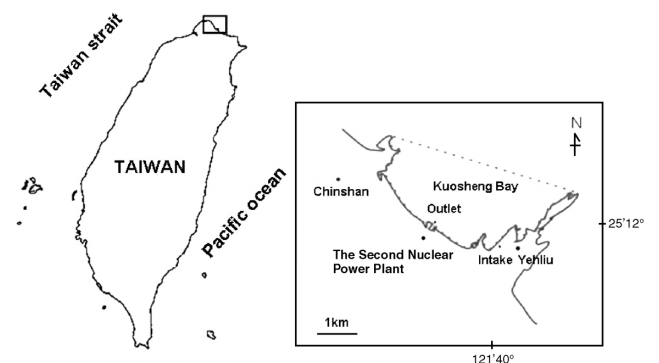 Taiwan strait
TAIWAN
Pacific ocean
N
Chinshan
Kuosheng Bay
Outlet
25'12°
The Second Nuclear
Power Plant
Intake Yehliu
1km
121'40°